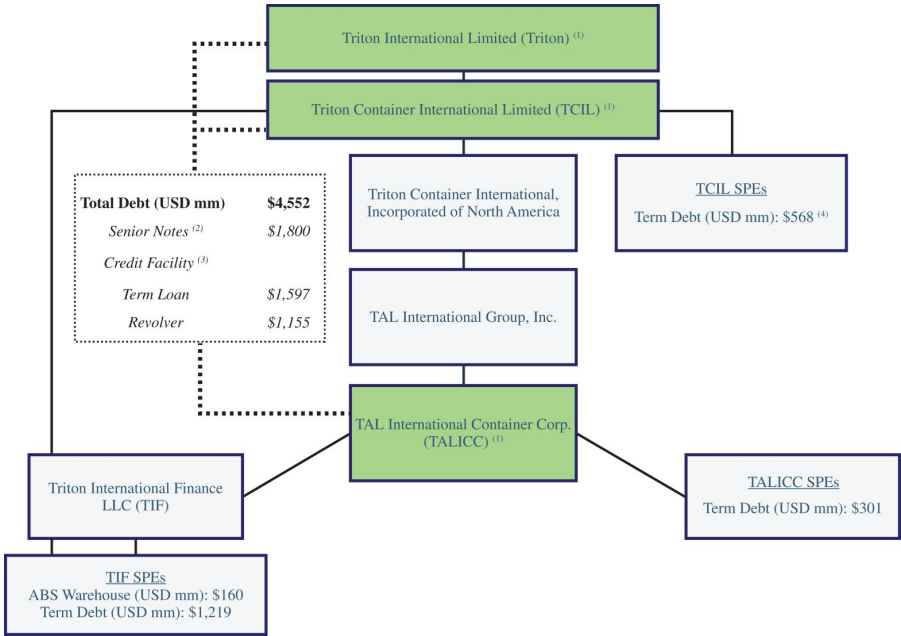 Triton International Limited (Triton) (1)
Triton Container International Limited (TCIL) (1)
Total Debt (USD mm) $4,552
Senior Notes (2) $1,800
Credit Facility (3)
Term Loan $1,597
Revolver $1,155
Triton Container International,
Incorporated of North America
TCIL SPEs
Term Debt (USD mm): $568 (4)
TAL International Group, Inc.
TAL International Container Corp.
(TALICC) (1)
Triton International Finance
LLC (TIF)
TALICC SPEs
Term Debt (USD mm): $301
TIF SPEs
ABS Warehouse (USD mm): $160
Term Debt (USD mm): $1,219